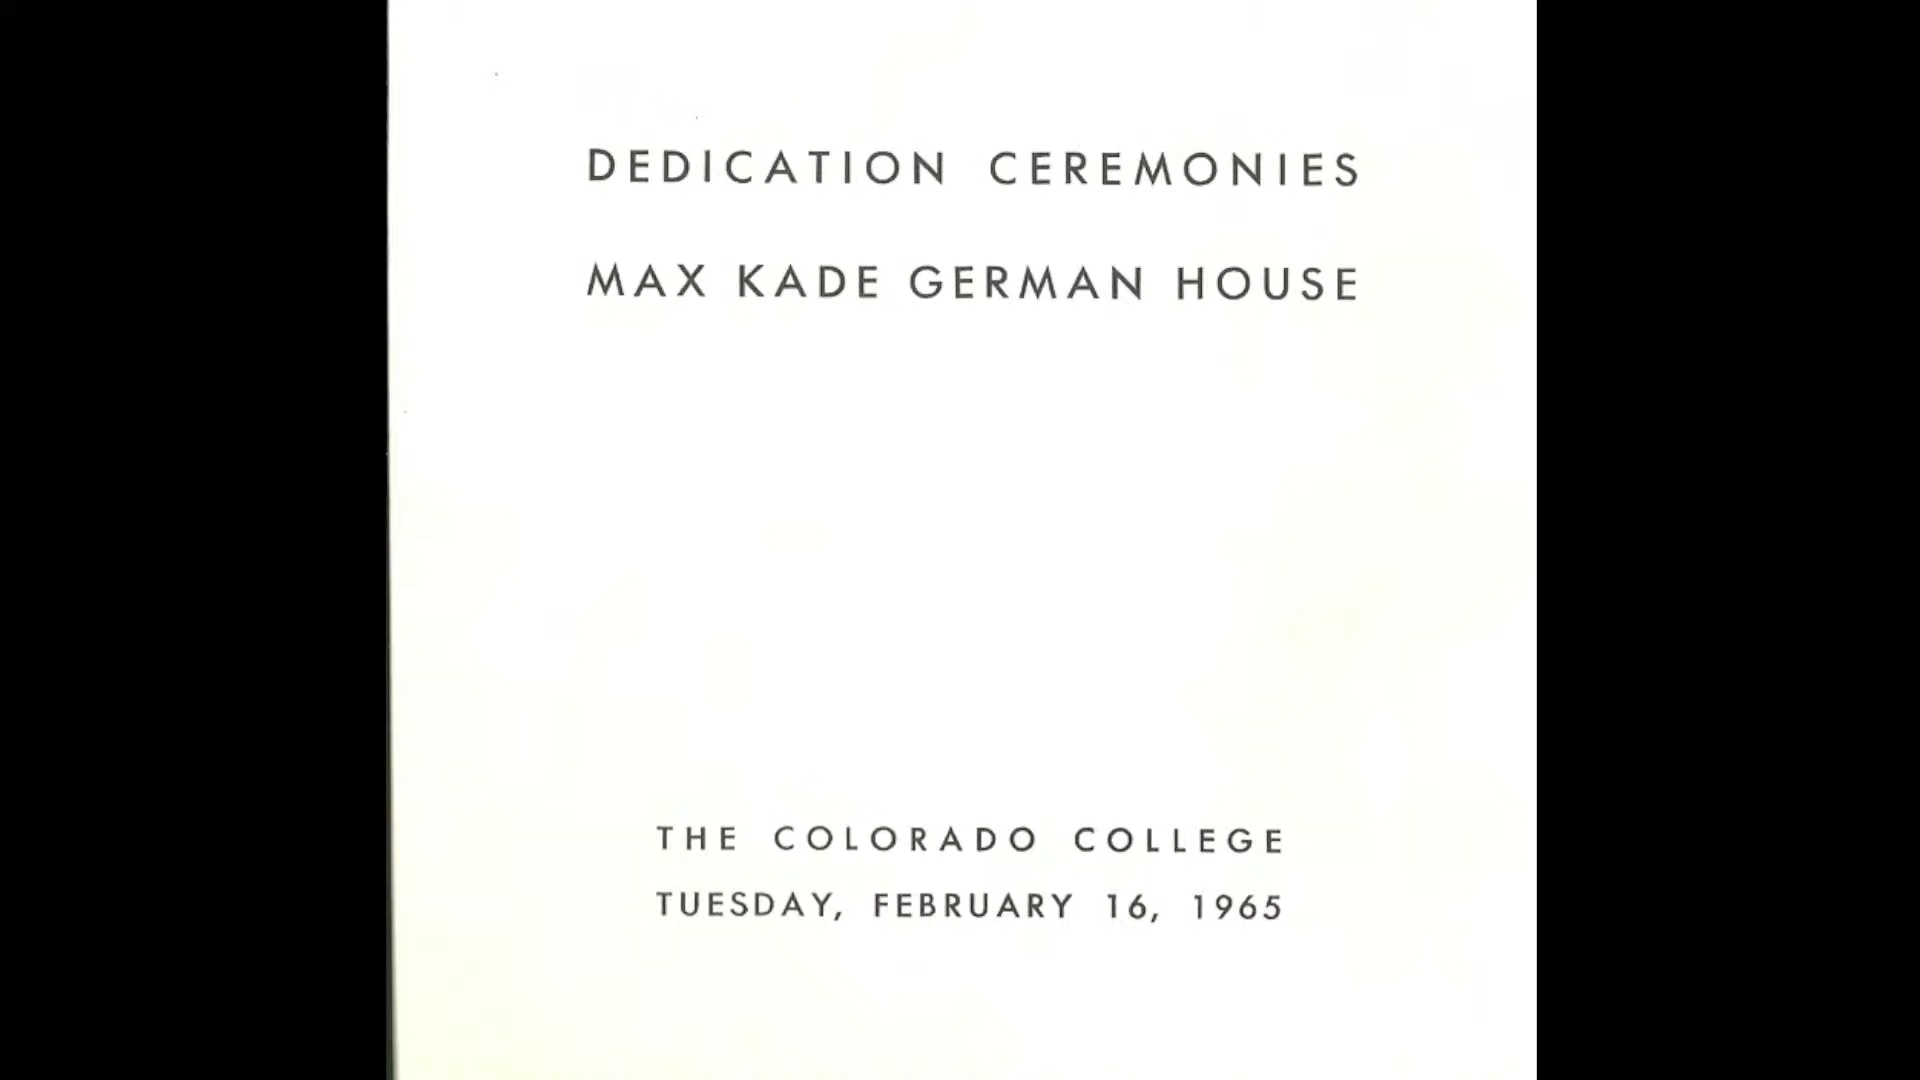 DEDICATION CEREMONIES
MAX KADE GERMAN HOUSE
THE COLORADO COLLEGE
TUESDAY, FEBRUARY 16, 1965